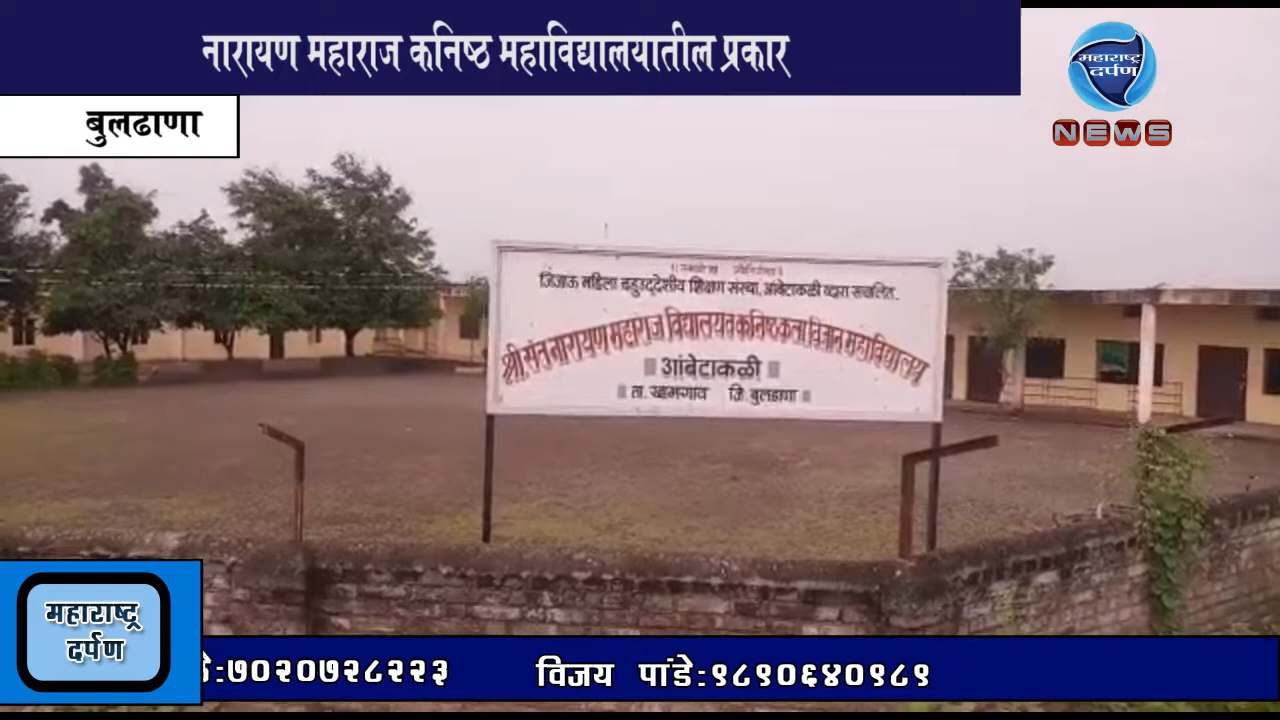 नारायण महाराज कनिष्ठ महाविद्यालयातील प्रकार
महाराष्ट्र
दर्पण
NEWS
बुलढाणा
जिजाऊ महिला बहुउद्देशीय शिक्षण संस्था, आंबेटाकळी व्दारा संचलित..
श्री संत नारायण महाराज विद्यालय व कनिष्ठ कला विज्ञान महाविद्यालय
आंबेटाकळी
ता. खामगांव जि. बुलढाणा
महाराष्ट्र
दर्पण
डे:७०२०७२८२२३ विजय पांडे:९८९०६४०९८९